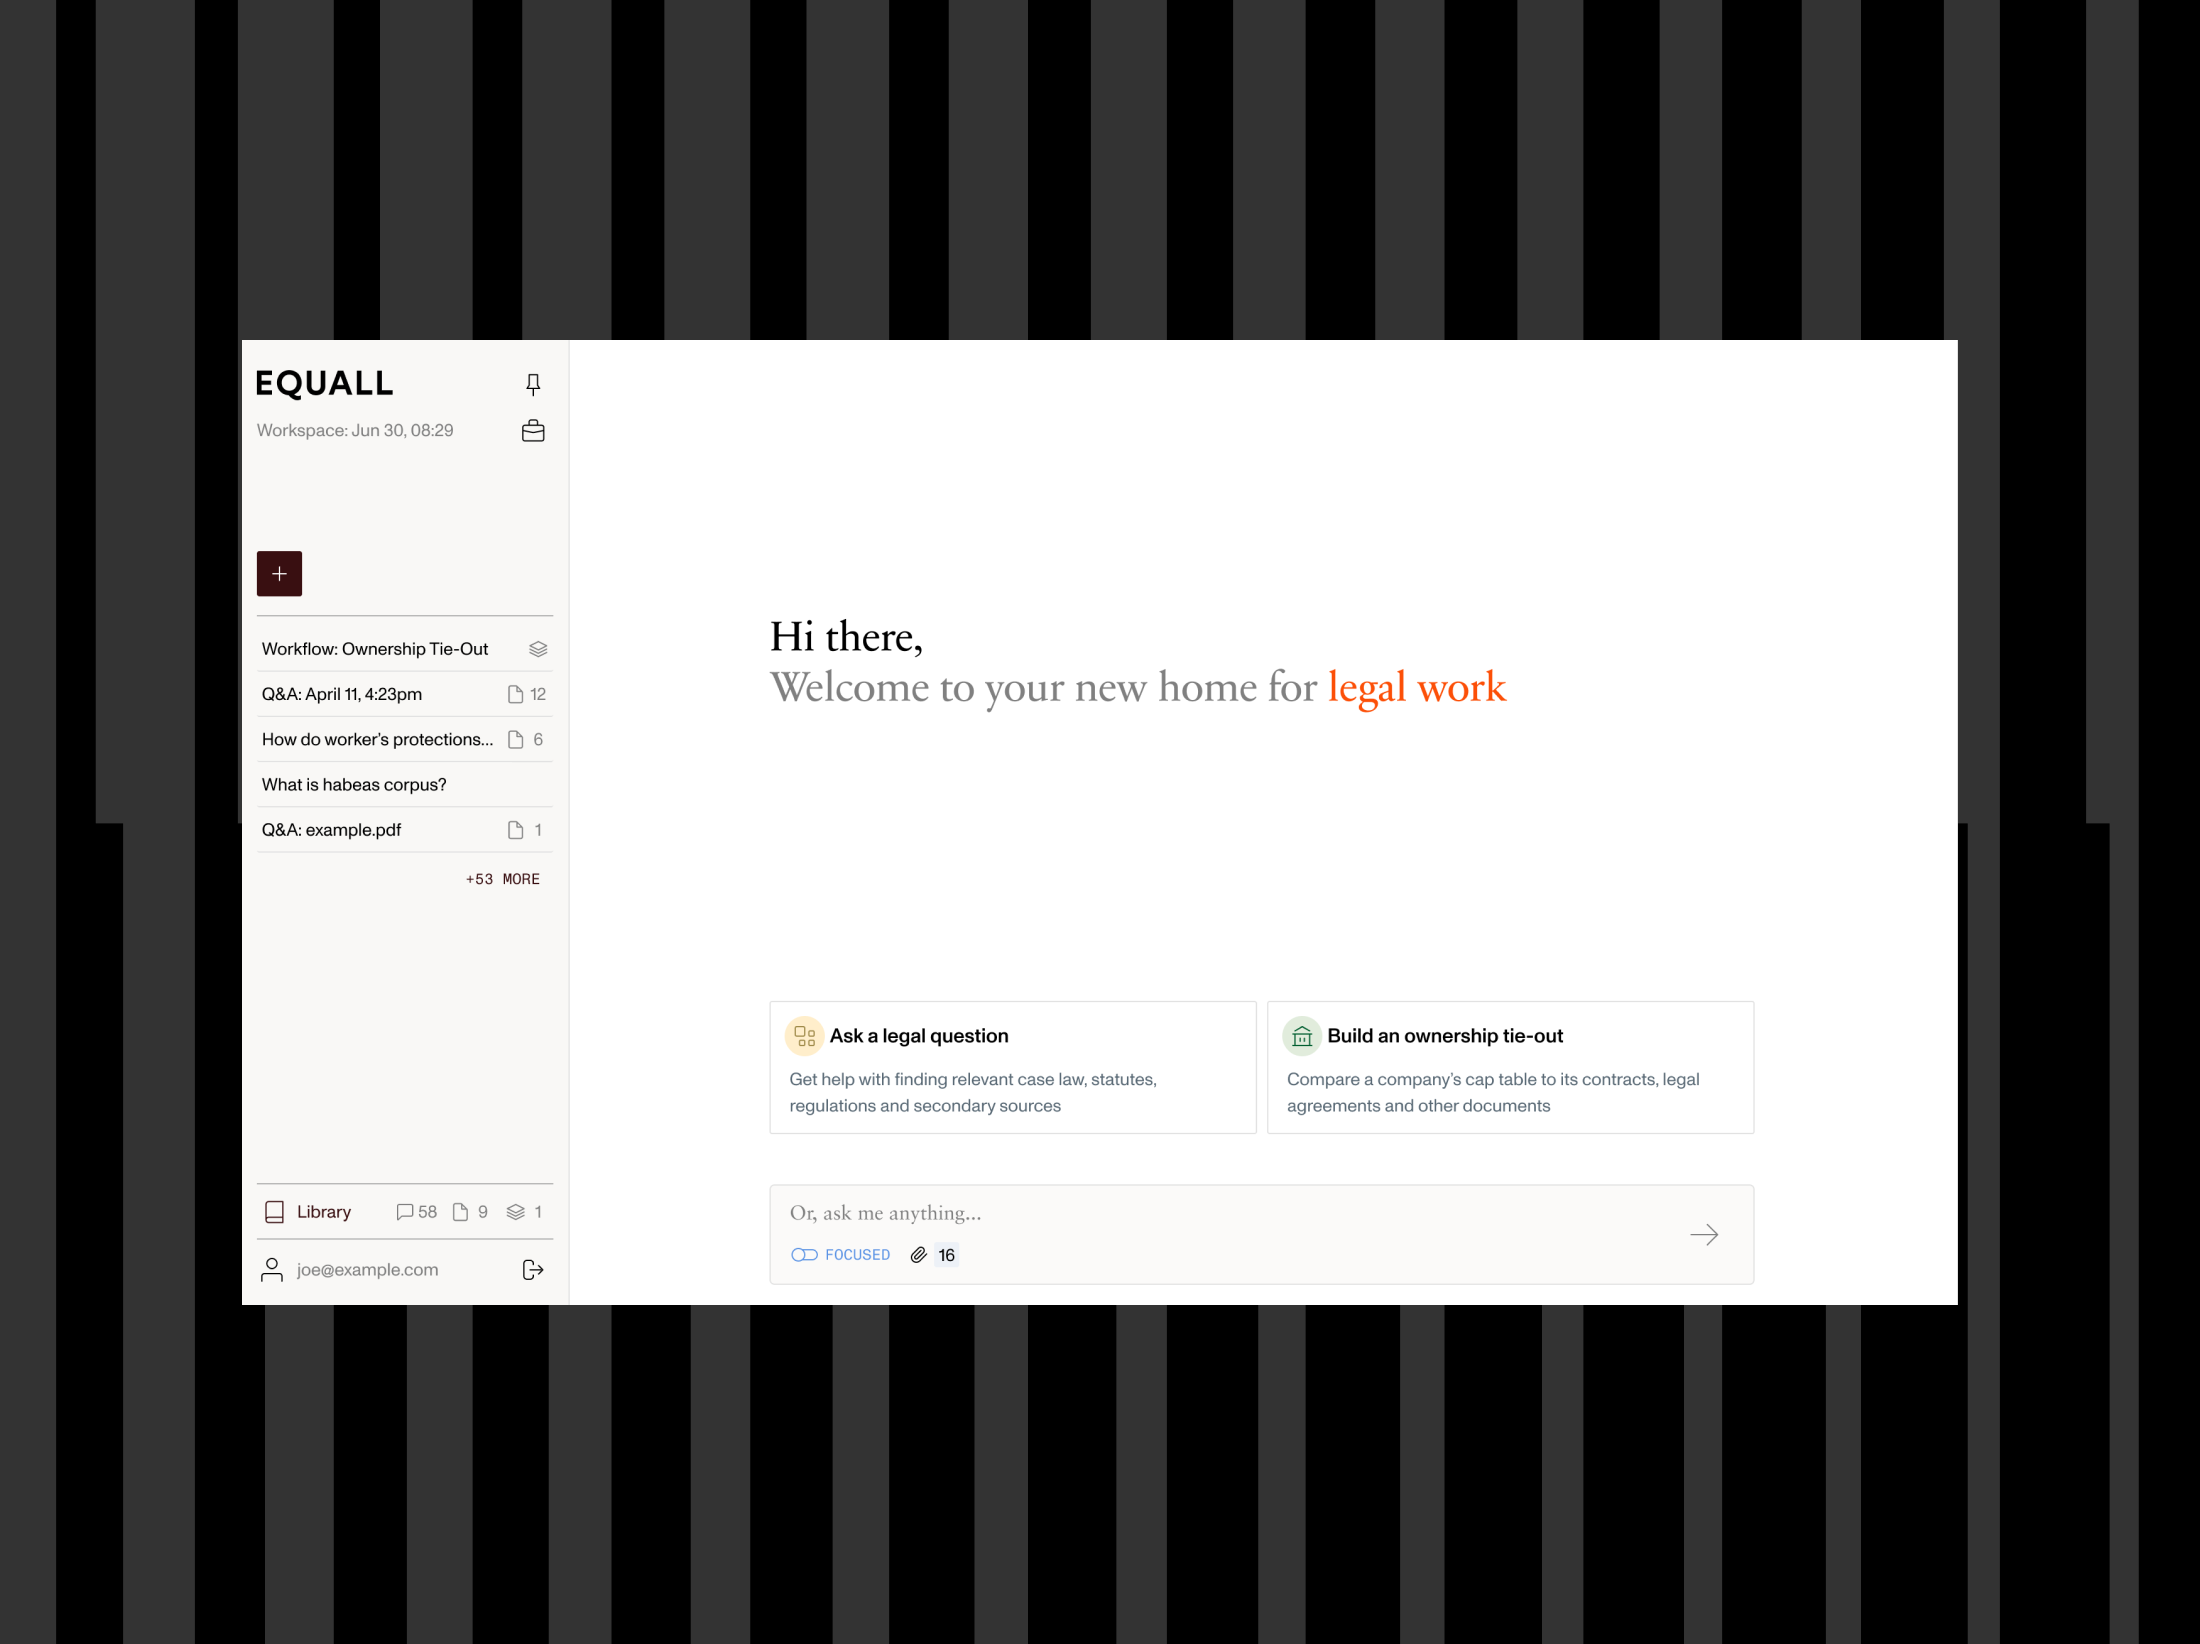 EQUALL
Workspace: Jun 30, 08:29
Workflow: Ownership Tie-Out
Q&A: April 11, 4:23pm 12
How do worker’s protections... 6
What is habeas corpus?
Q&A: example.pdf 1
+53 MORE
Library 58 9 1
joe@example.com
Hi there,
Welcome to your new home for legal work
Ask a legal question
Get help with finding relevant case law, statutes,
regulations and secondary sources
Build an ownership tie-out
Compare a company’s cap table to its contracts, legal
agreements and other documents
Or, ask me anything...
FOCUSED 16